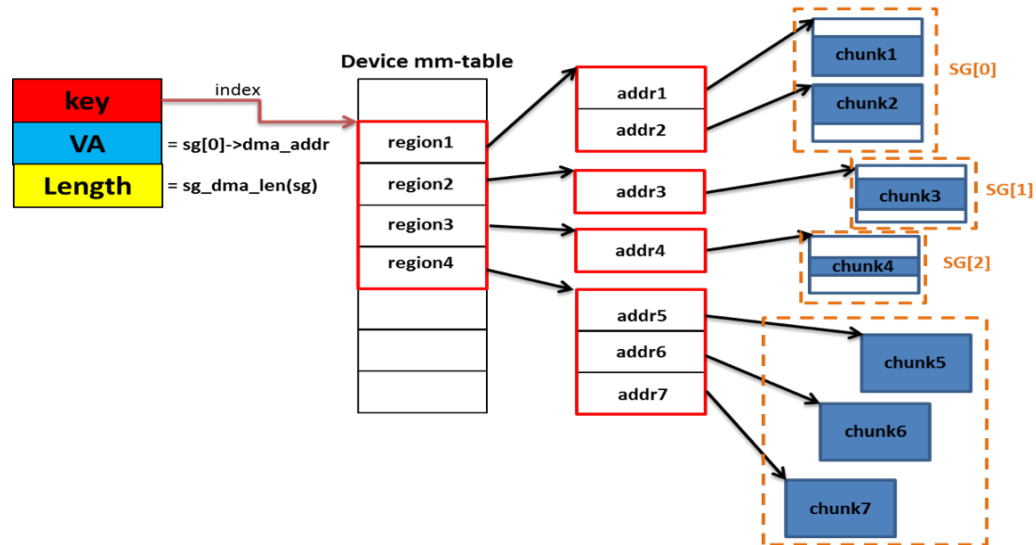 Device mm-table
key
index
VA
= sg[0]->dma_addr
Length
= sg_dma_len(sg)
region1
region2
region3
region4
addr1
addr2
addr3
addr4
addr5
addr6
addr7
chunk1
chunk2
SG[0]
chunk3
SG[1]
chunk4
SG[2]
chunk5
chunk6
chunk7